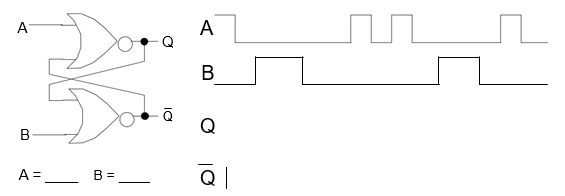 A
Q
Q̅
B
A = ____ B = ____
A
B
Q
Q̅